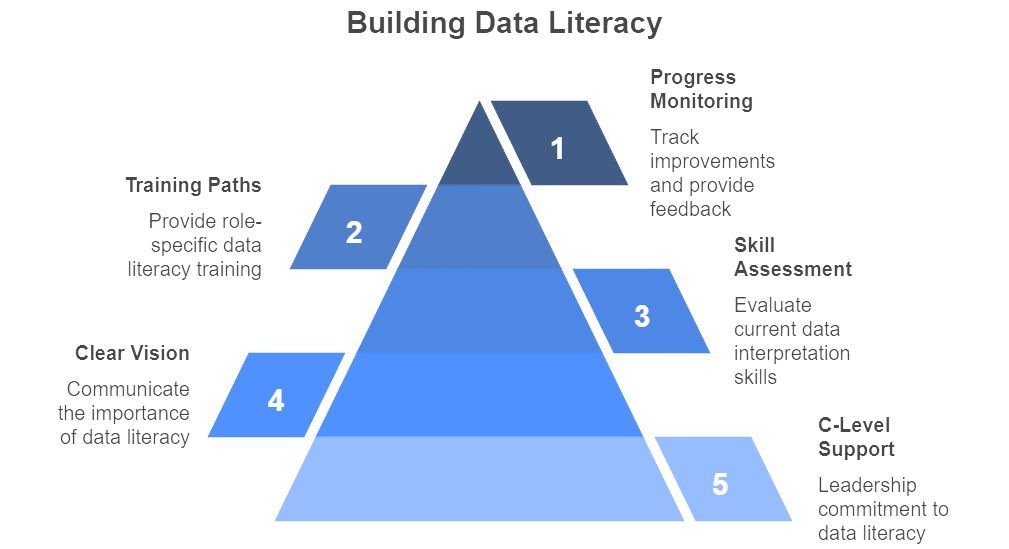 Building Data Literacy
Progress
Monitoring
1
Track
improvements
and provide
feedback
Training Paths
2
Provide role-
specific data
literacy training
Skill
Assessment
3
Evaluate
current data
interpretation
skills
Clear Vision
4
Communicate
the importance
of data literacy
C-Level
Support
5
Leadership
commitment to
data literacy